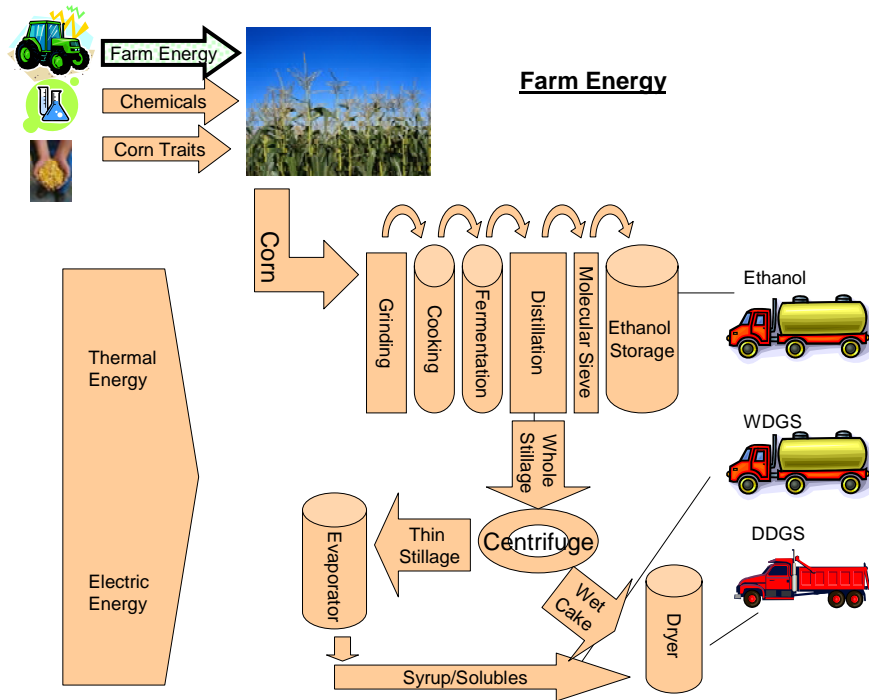 Farm Energy
Farm Energy
Chemicals
Corn Traits
Corn
Grinding
Cooking
Fermentation
Distillation
Molecular Sieve
Ethanol
Storage
Ethanol
Thermal
Energy
Whole
Stillage
WDGS
Centrifuge
Thin
Stillage
Evaporator
DDGS
Electric
Energy
Wet
Cake
Dryer
Syrup/Solubles